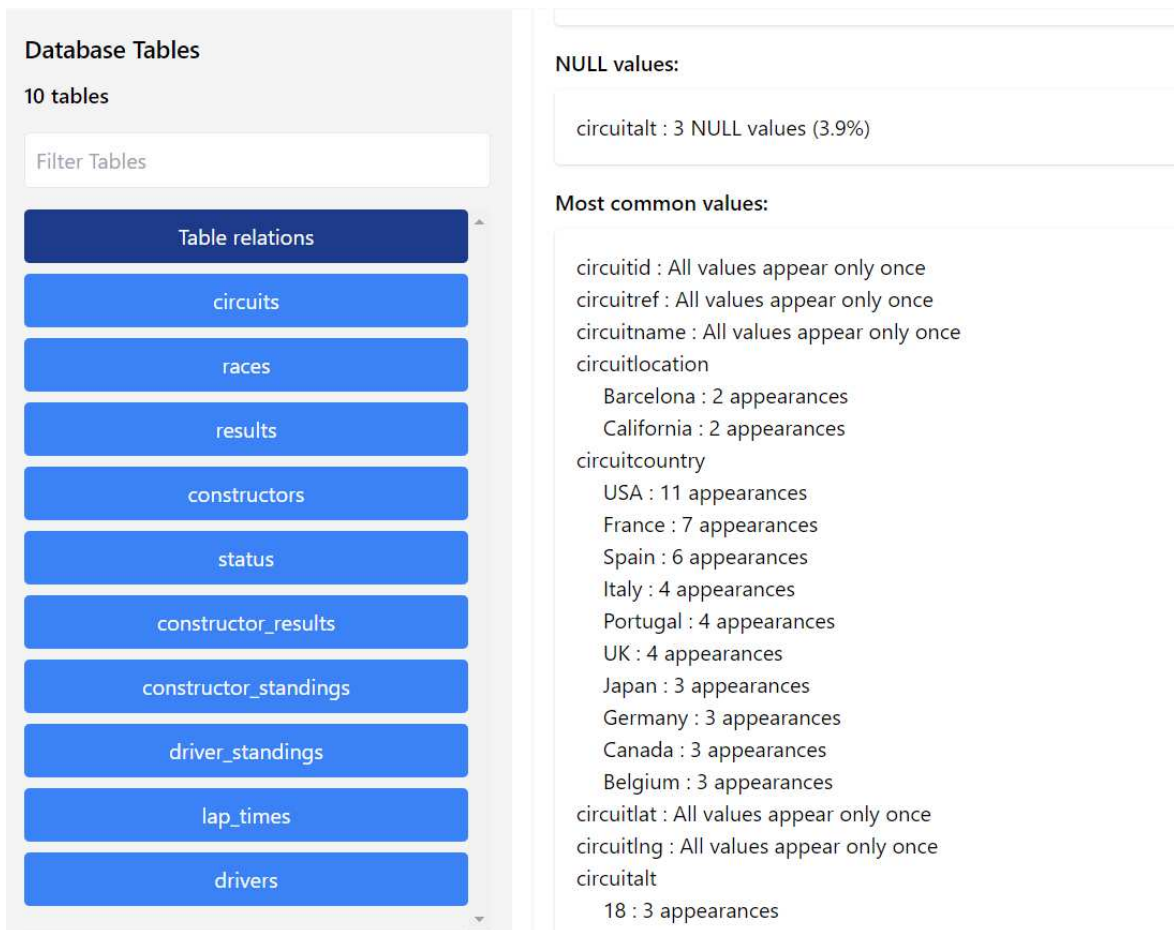 Database Tables
10 tables
Filter Tables
Table relations
circuits
races
results
constructors
status
constructor_results
constructor_standings
driver_standings
lap_times
drivers
NULL values:
circuitalt : 3 NULL values (3.9%)
Most common values:
circuitid : All values appear only once
circuitref : All values appear only once
circuitname : All values appear only once
circuitlocation
Barcelona : 2 appearances
California : 2 appearances
circuitcountry
USA : 11 appearances
France : 7 appearances
Spain : 6 appearances
Italy : 4 appearances
Portugal : 4 appearances
UK : 4 appearances
Japan : 3 appearances
Germany : 3 appearances
Canada : 3 appearances
Belgium : 3 appearances
circuitlat : All values appear only once
circuitlng : All values appear only once
circuitalt
18 : 3 appearances